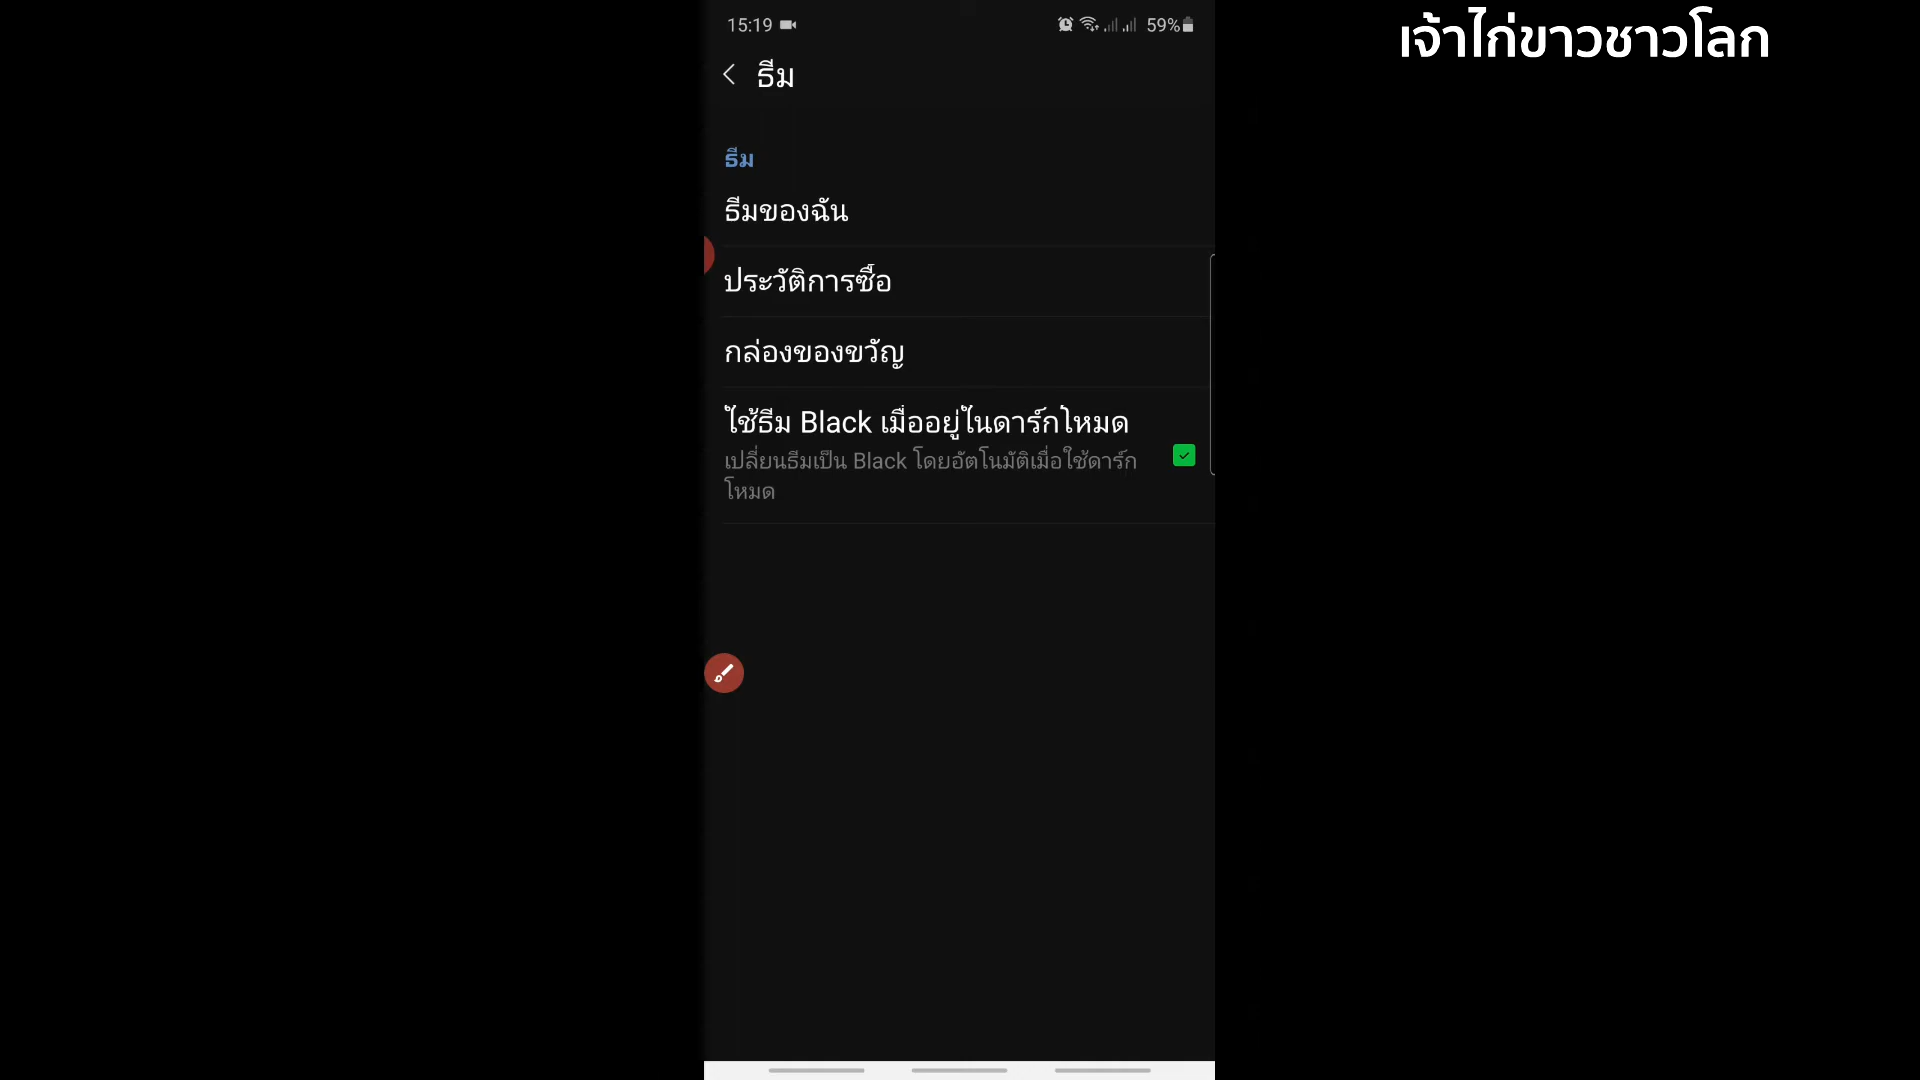 15:19
59%
เจ้าไก่ขาวชาวโลก
ธีม
ธีม
ธีมของฉัน
ประวัติการซื้อ
กล่องของขวัญ
ใช้ธีม Black เมื่ออยู่ในดาร์กโหมด
เปลี่ยนธีมเป็น Black โดยอัตโนมัติเมื่อใช้ดาร์ก
โหมด